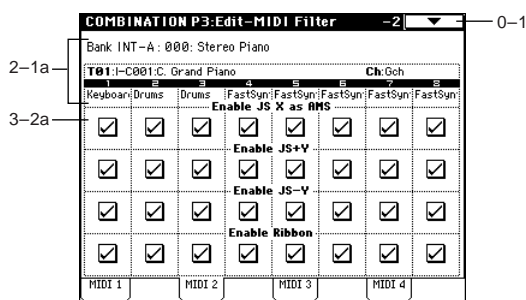 COMBINATION P3:Edit-MIDI Filter -2
0-1
Bank INT-A: 000: Stereo Piano
2-1a
T01:I-C001:C. Grand Piano Ch:Gch
1 2 3 4 5 6 7 8
Keyboar Drums Drums FastSyn FastSyn FastSyn FastSyn FastSyn
Enable JS X as AMS
3-2a
Enable JS+Y
Enable JS-Y
Enable Ribbon
MIDI 1 MIDI 2 MIDI 3 MIDI 4